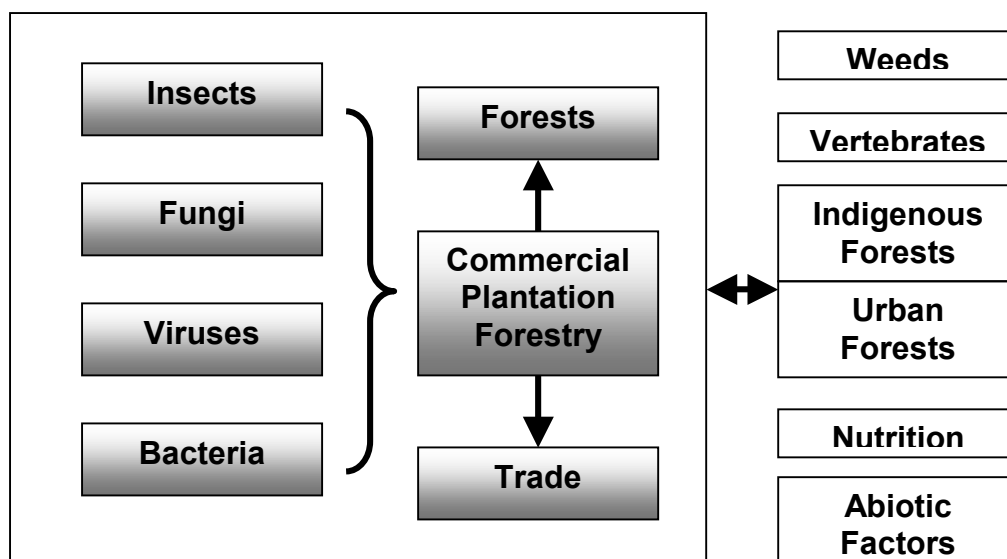 Insects
Fungi
Viruses
Bacteria
Forests
Commercial
Plantation
Forestry
Trade
Weeds
Vertebrates
Indigenous
Forests
Urban
Forests
Nutrition
Abiotic
Factors